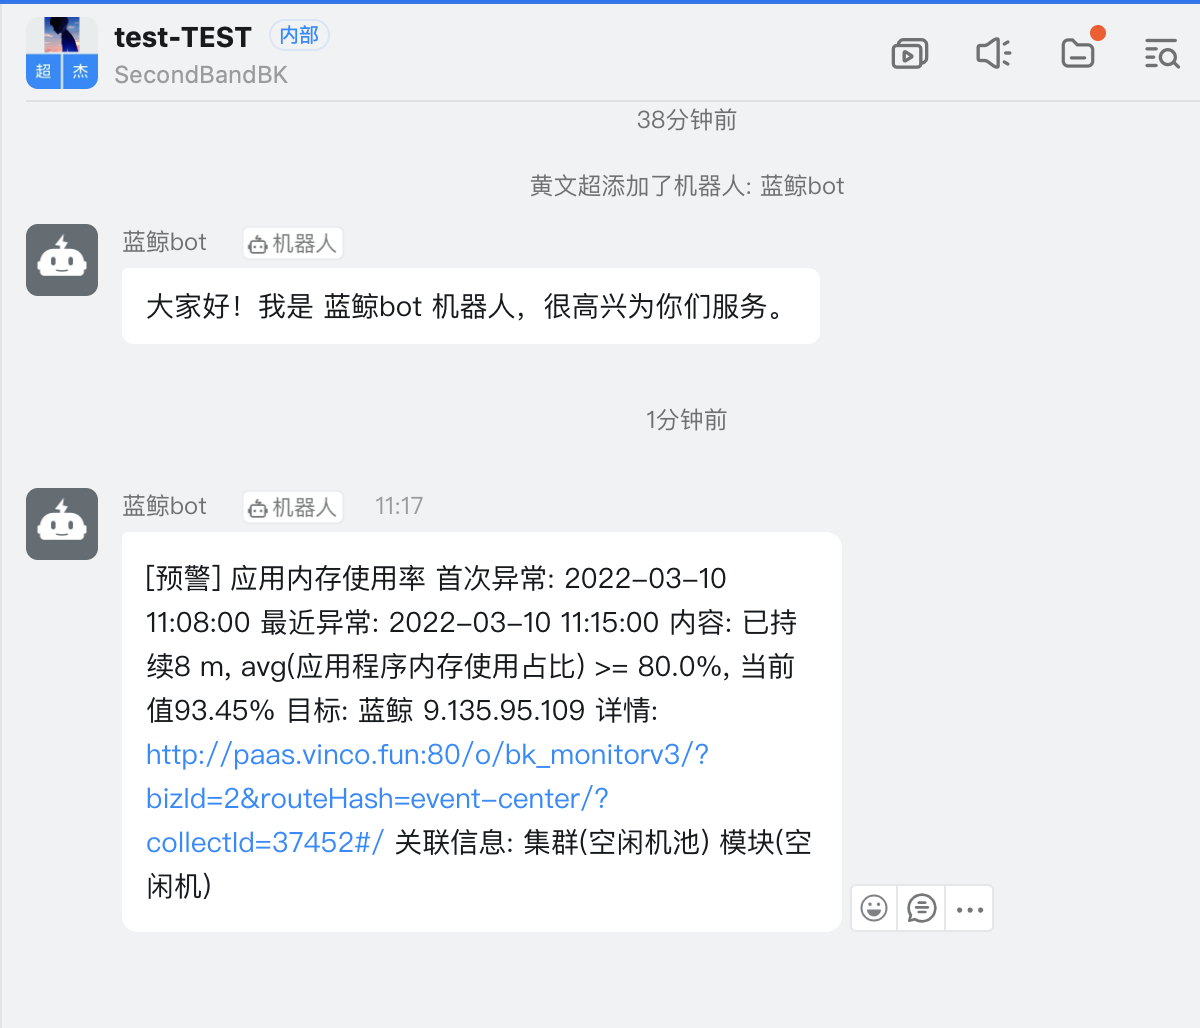 test-TEST 内部
超 杰
SecondBandBK
38分钟前
黄文超添加了机器人: 蓝鲸bot
蓝鲸bot 机器人
大家好！我是 蓝鲸bot 机器人，很高兴为你们服务。
1分钟前
蓝鲸bot 机器人 11:17
[预警] 应用内存使用率 首次异常: 2022-03-10
11:08:00 最近异常: 2022-03-10 11:15:00 内容: 已持
续8 m, avg(应用程序内存使用占比) >= 80.0%, 当前
值93.45% 目标: 蓝鲸 9.135.95.109 详情:
http://paas.vinco.fun:80/o/bk_monitorv3/?
bizId=2&routeHash=event-center/?
collectId=37452#/ 关联信息: 集群(空闲机池) 模块(空
闲机)